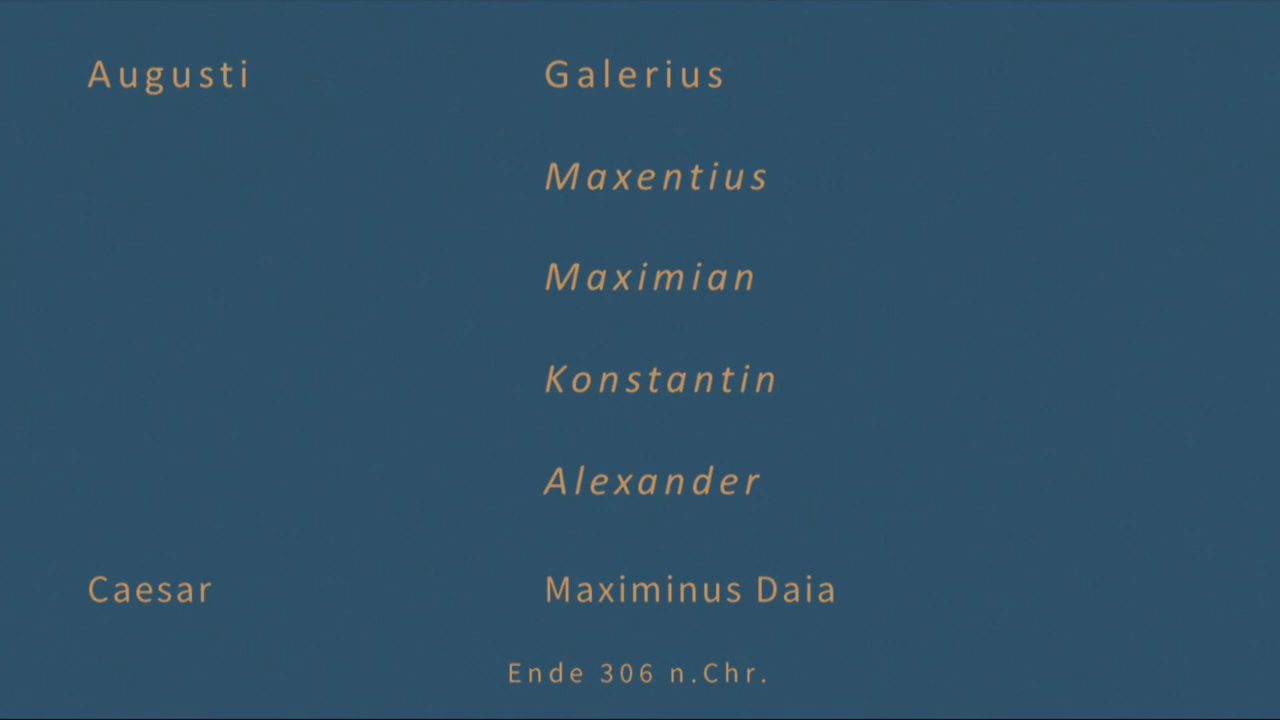 Augusti Galerius
Maxentius
Maximian
Konstantin
Alexander
Caesar Maximinus Daia
Ende 306 n.Chr.